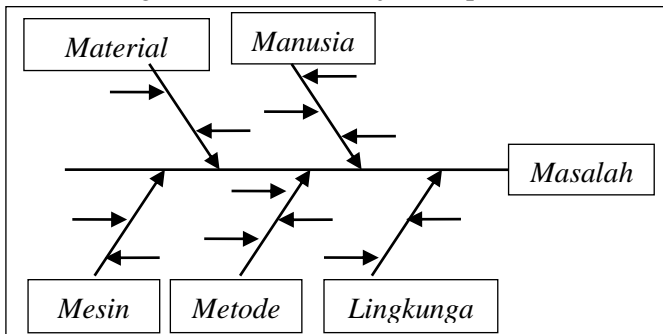 Material
Manusia
Masalah
Mesin
Metode
Lingkunga